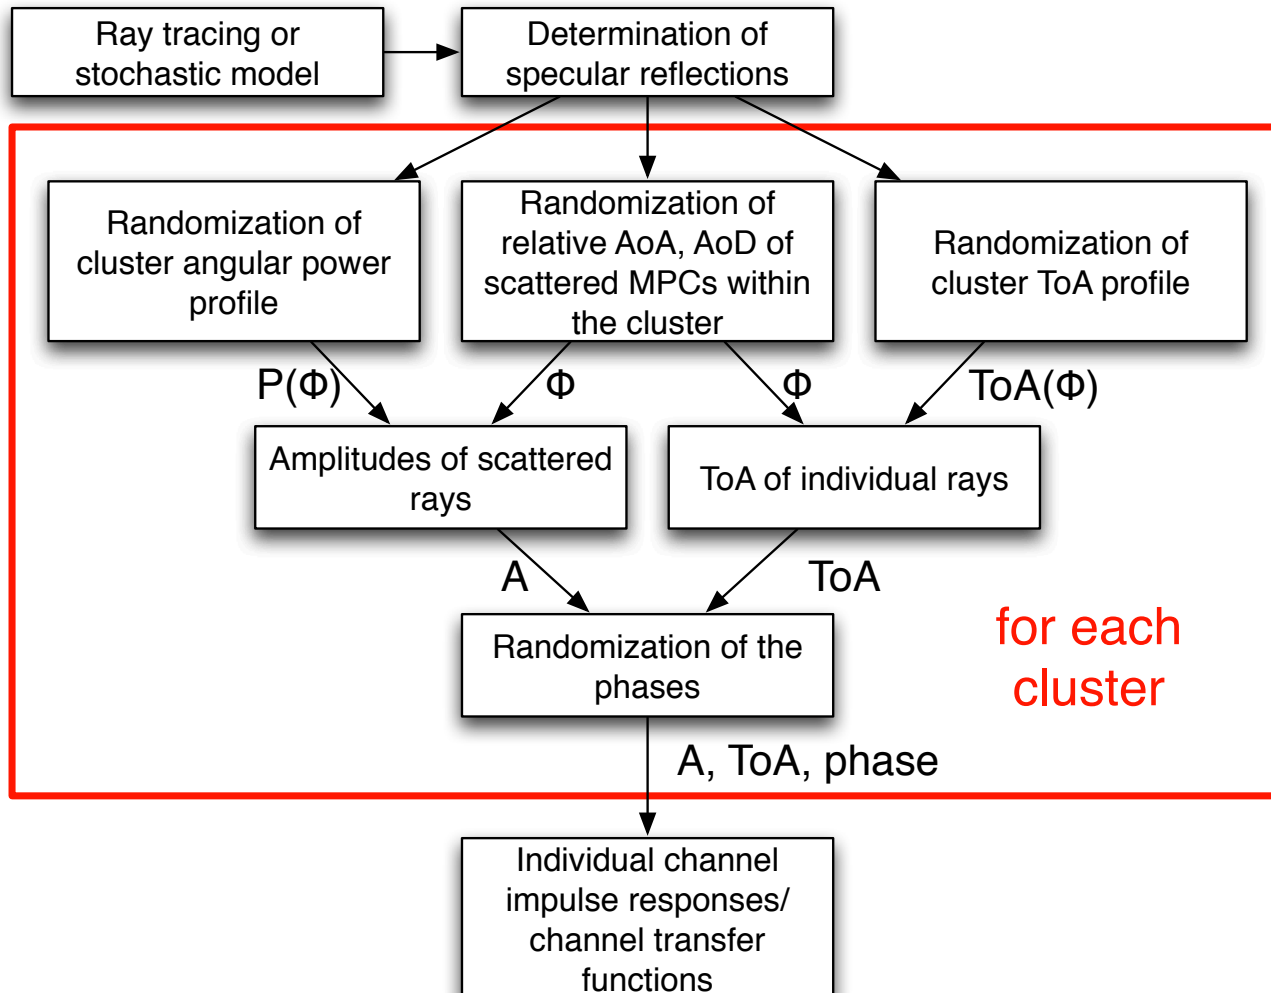 Ray tracing or
stochastic model
Determination of
specular reflections
Randomization of
cluster angular power
profile
Randomization of
relative AoA, AoD of
scattered MPCs within
the cluster
Randomization of
cluster ToA profile
P(Φ)
Φ
Φ
ToA(Φ)
Amplitudes of scattered
rays
ToA of individual rays
A
ToA
Randomization of the
phases
for each
cluster
A, ToA, phase
Individual channel
impulse responses/
channel transfer
functions